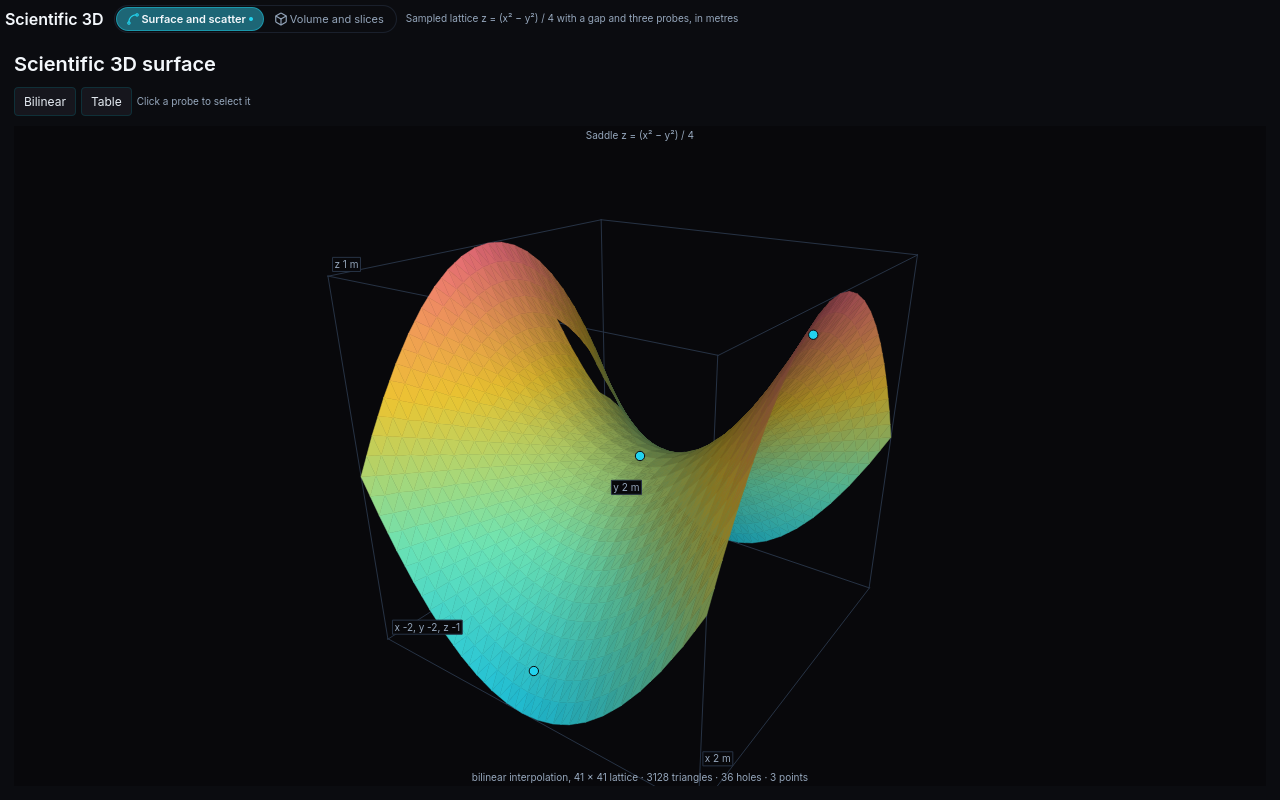 Scientific 3D
Surface and scatter
Volume and slices
Sampled lattice z = (x² − y²) / 4 with a gap and three probes, in metres
Scientific 3D surface
Bilinear
Table
Click a probe to select it
Saddle z = (x² − y²) / 4
z 1 m
y 2 m
x -2, y -2, z -1
x 2 m
bilinear interpolation, 41 × 41 lattice · 3128 triangles · 36 holes · 3 points